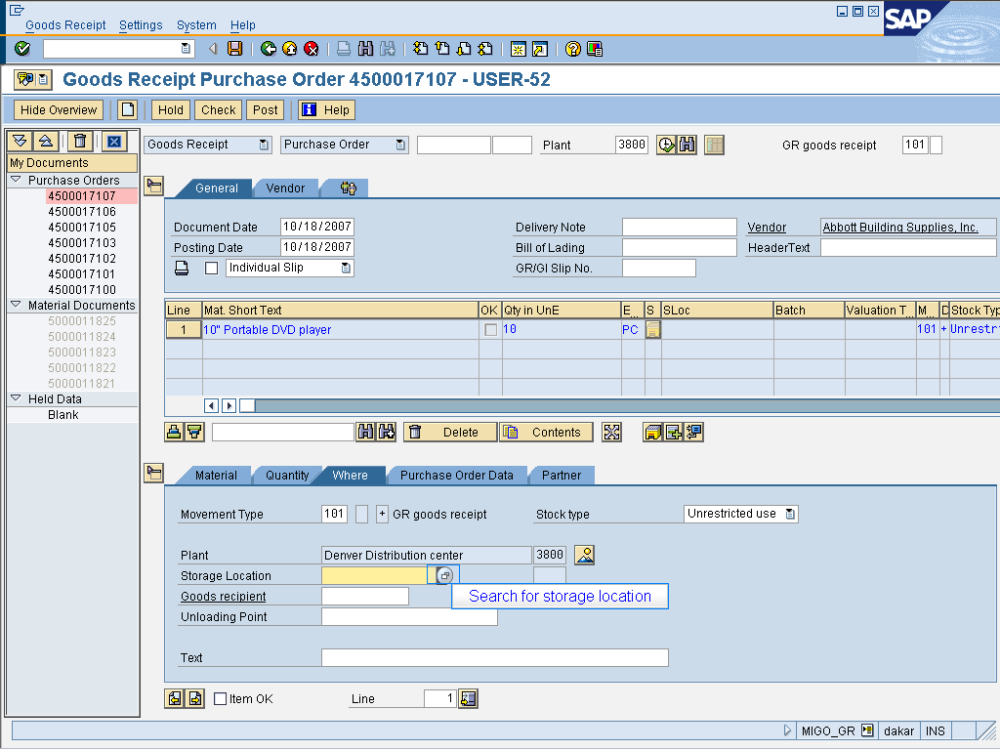 Goods Receipt Settings System Help
SAP
Goods Receipt Purchase Order 4500017107 - USER-52
Hide Overview Hold Check Post Help
Goods Receipt Purchase Order Plant 3800 GR goods receipt 101
My Documents
Purchase Orders
4500017107
4500017106
4500017105
4500017103
4500017102
4500017101
4500017100
Material Documents
5000011825
5000011824
5000011823
5000011822
5000011821
Held Data
Blank
General Vendor
Document Date 10/18/2007 Delivery Note Vendor Abbott Building Supplies, Inc.
Posting Date 10/18/2007 Bill of Lading HeaderText
Individual Slip GR/GI Slip No.
Line Mat. Short Text OK Qty in UnE E... S SLoc Batch Valuation T... M... D Stock Typ
1 10" Portable DVD player 10 PC 101 + Unrestri
Delete Contents
Material Quantity Where Purchase Order Data Partner
Movement Type 101 + GR goods receipt Stock type Unrestricted use
Plant Denver Distribution center 3800
Storage Location
Search for storage location
Goods recipient
Unloading Point
Text
Item OK Line 1
MIGO_GR dakar INS